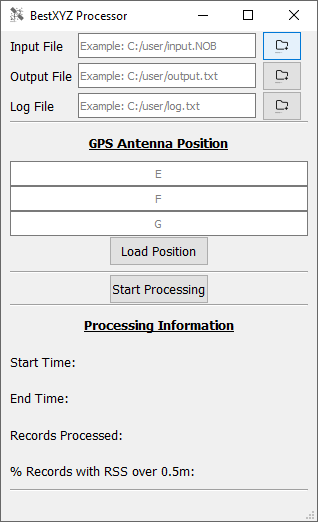 BestXYZ Processor
Input File Example: C:/user/input.NOB
Output File Example: C:/user/output.txt
Log File Example: C:/user/log.txt
GPS Antenna Position
E
F
G
Load Position
Start Processing
Processing Information
Start Time:
End Time:
Records Processed:
% Records with RSS over 0.5m: